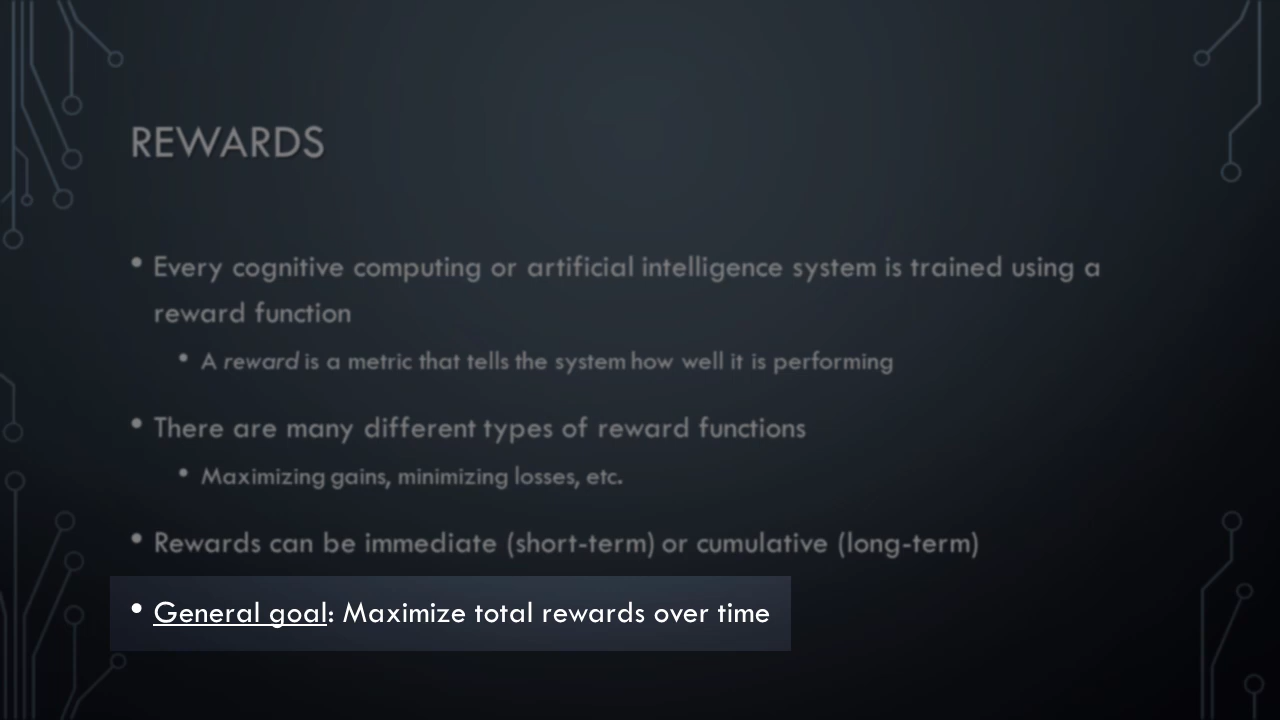 REWARDS
• Every cognitive computing or artificial intelligence system is trained using a
reward function
• A reward is a metric that tells the system how well it is performing
• There are many different types of reward functions
• Maximizing gains, minimizing losses, etc.
• Rewards can be immediate (short-term) or cumulative (long-term)
• General goal: Maximize total rewards over time